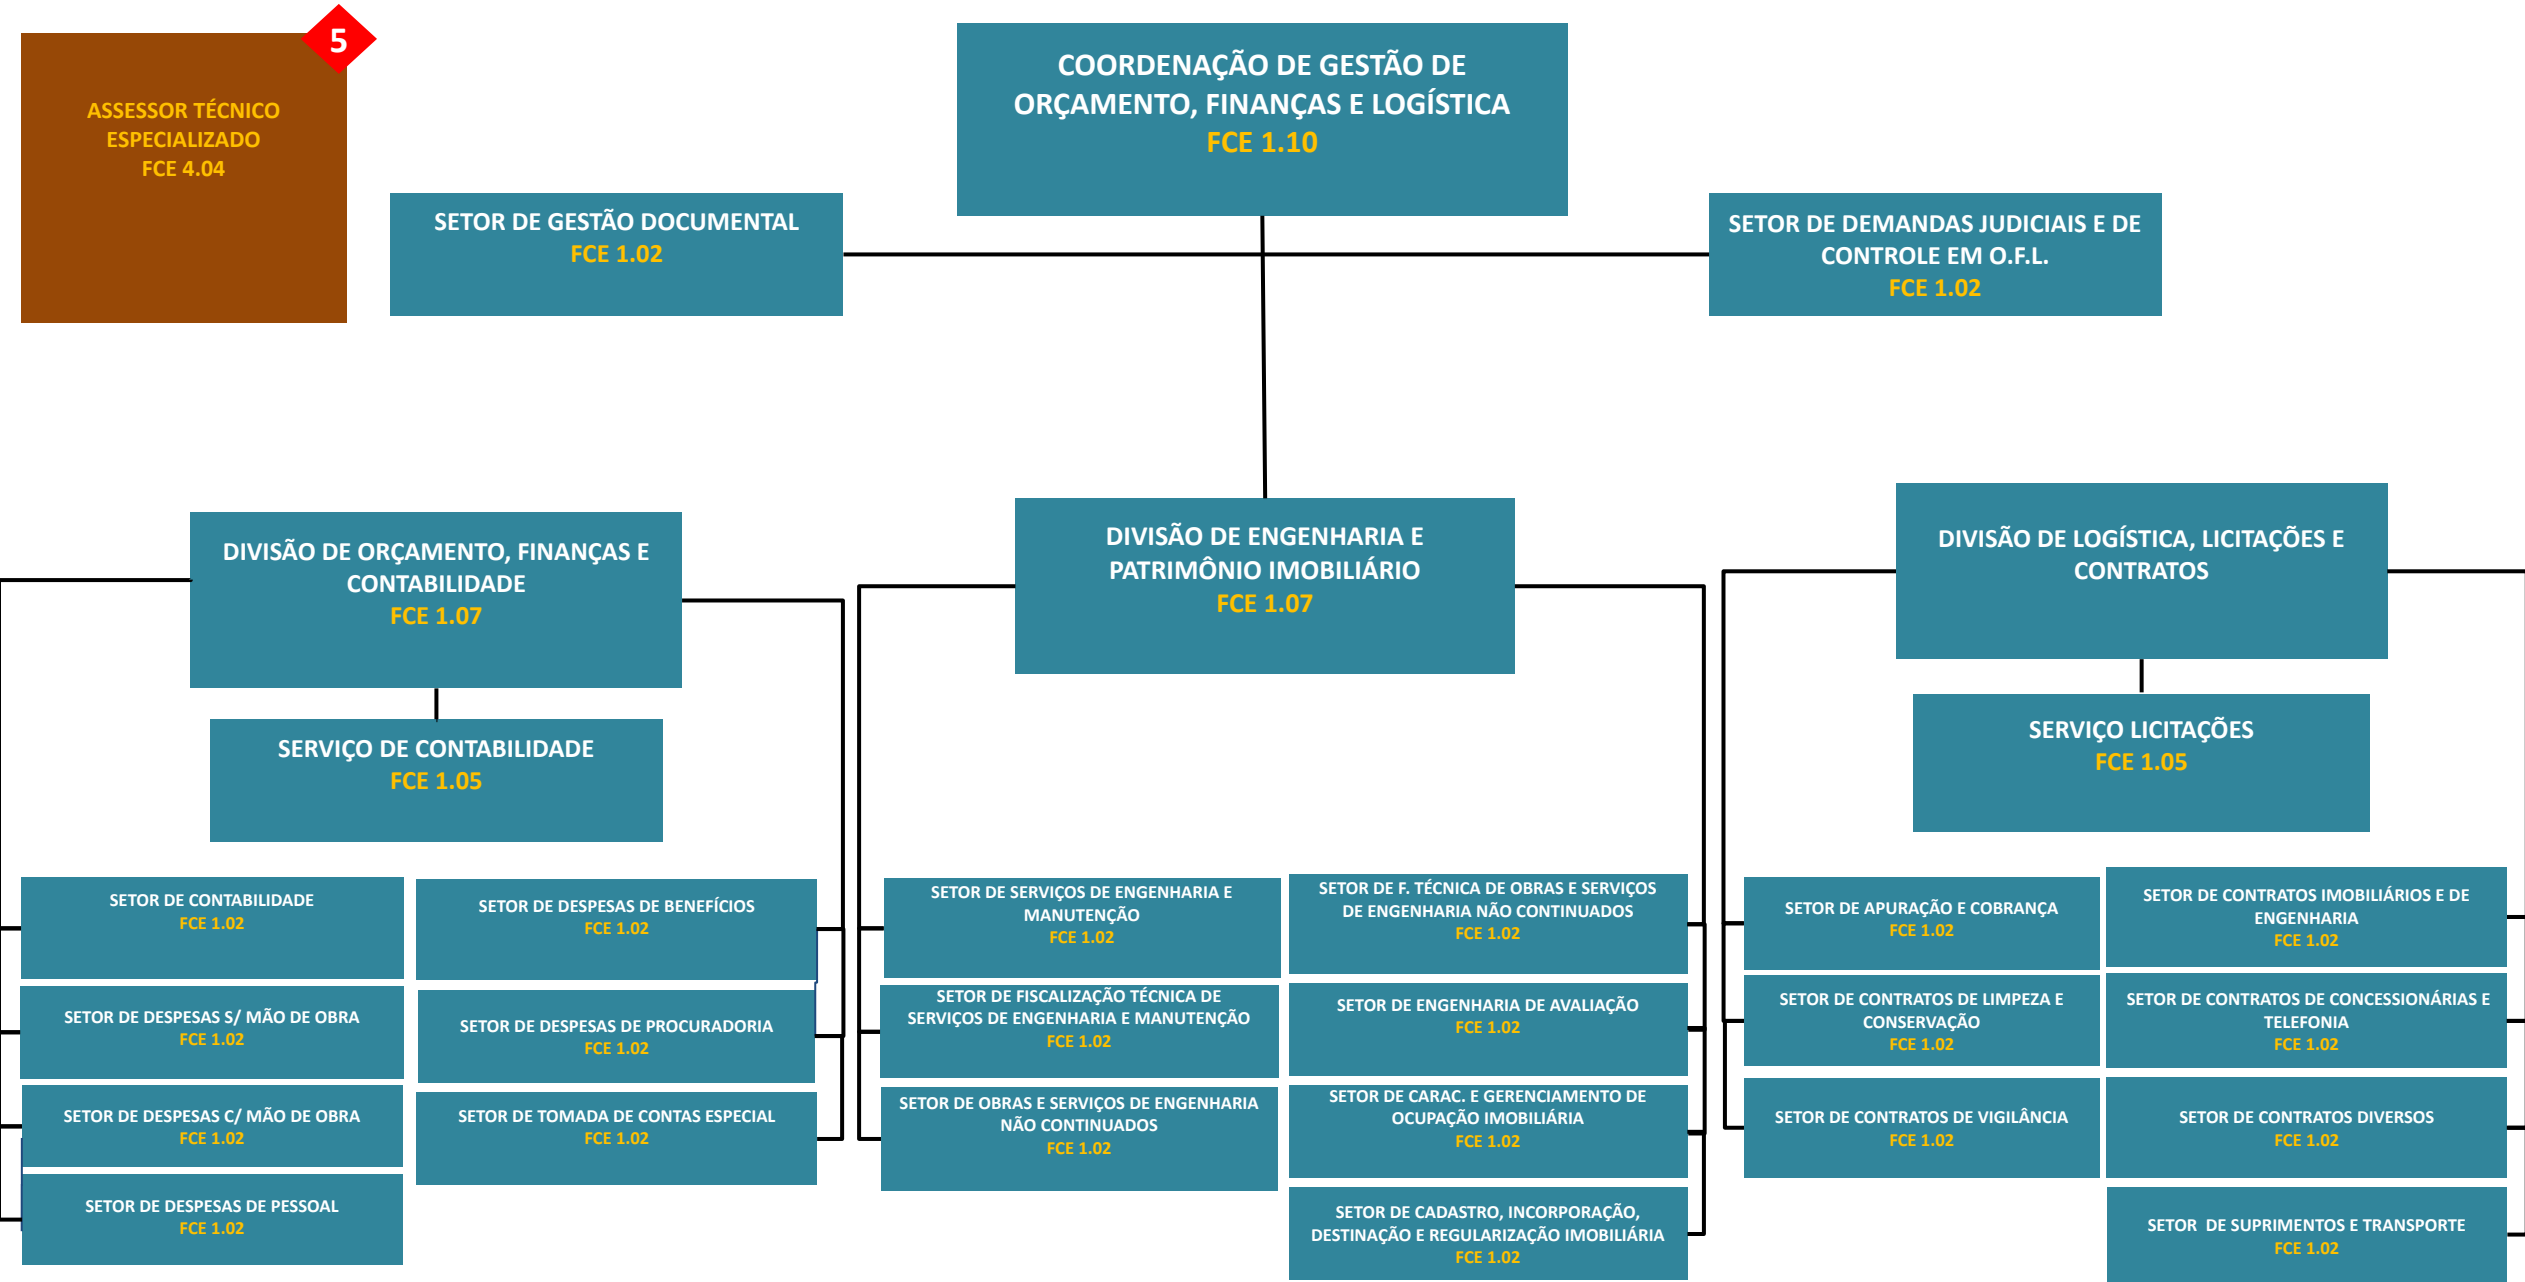 5
ASSESSOR TÉCNICO
ESPECIALIZADO
FCE 4.04
COORDENAÇÃO DE GESTÃO DE
ORÇAMENTO, FINANÇAS E LOGÍSTICA
FCE 1.10
SETOR DE GESTÃO DOCUMENTAL
FCE 1.02
SETOR DE DEMANDAS JUDICIAIS E DE
CONTROLE EM O.F.L.
FCE 1.02
DIVISÃO DE ORÇAMENTO, FINANÇAS E
CONTABILIDADE
FCE 1.07
SERVIÇO DE CONTABILIDADE
FCE 1.05
SETOR DE CONTABILIDADE
FCE 1.02
SETOR DE DESPESAS S/ MÃO DE OBRA
FCE 1.02
SETOR DE DESPESAS C/ MÃO DE OBRA
FCE 1.02
SETOR DE DESPESAS DE PESSOAL
FCE 1.02
SETOR DE DESPESAS DE BENEFÍCIOS
FCE 1.02
SETOR DE DESPESAS DE PROCURADORIA
FCE 1.02
SETOR DE TOMADA DE CONTAS ESPECIAL
FCE 1.02
DIVISÃO DE ENGENHARIA E
PATRIMÔNIO IMOBILIÁRIO
FCE 1.07
SETOR DE SERVIÇOS DE ENGENHARIA E
MANUTENÇÃO
FCE 1.02
SETOR DE FISCALIZAÇÃO TÉCNICA DE
SERVIÇOS DE ENGENHARIA E MANUTENÇÃO
FCE 1.02
SETOR DE OBRAS E SERVIÇOS DE ENGENHARIA
NÃO CONTINUADOS
FCE 1.02
SETOR DE F. TÉCNICA DE OBRAS E SERVIÇOS
DE ENGENHARIA NÃO CONTINUADOS
FCE 1.02
SETOR DE ENGENHARIA DE AVALIAÇÃO
FCE 1.02
SETOR DE CARAC. E GERENCIAMENTO DE
OCUPAÇÃO IMOBILIÁRIA
FCE 1.02
SETOR DE CADASTRO, INCORPORAÇÃO,
DESTINAÇÃO E REGULARIZAÇÃO IMOBILIÁRIA
FCE 1.02
DIVISÃO DE LOGÍSTICA, LICITAÇÕES E
CONTRATOS
SERVIÇO LICITAÇÕES
FCE 1.05
SETOR DE APURAÇÃO E COBRANÇA
FCE 1.02
SETOR DE CONTRATOS DE LIMPEZA E
CONSERVAÇÃO
FCE 1.02
SETOR DE CONTRATOS DE VIGILÂNCIA
FCE 1.02
SETOR DE CONTRATOS IMOBILIÁRIOS E DE
ENGENHARIA
FCE 1.02
SETOR DE CONTRATOS DE CONCESSIONÁRIAS E
TELEFONIA
FCE 1.02
SETOR DE CONTRATOS DIVERSOS
FCE 1.02
SETOR DE SUPRIMENTOS E TRANSPORTE
FCE 1.02